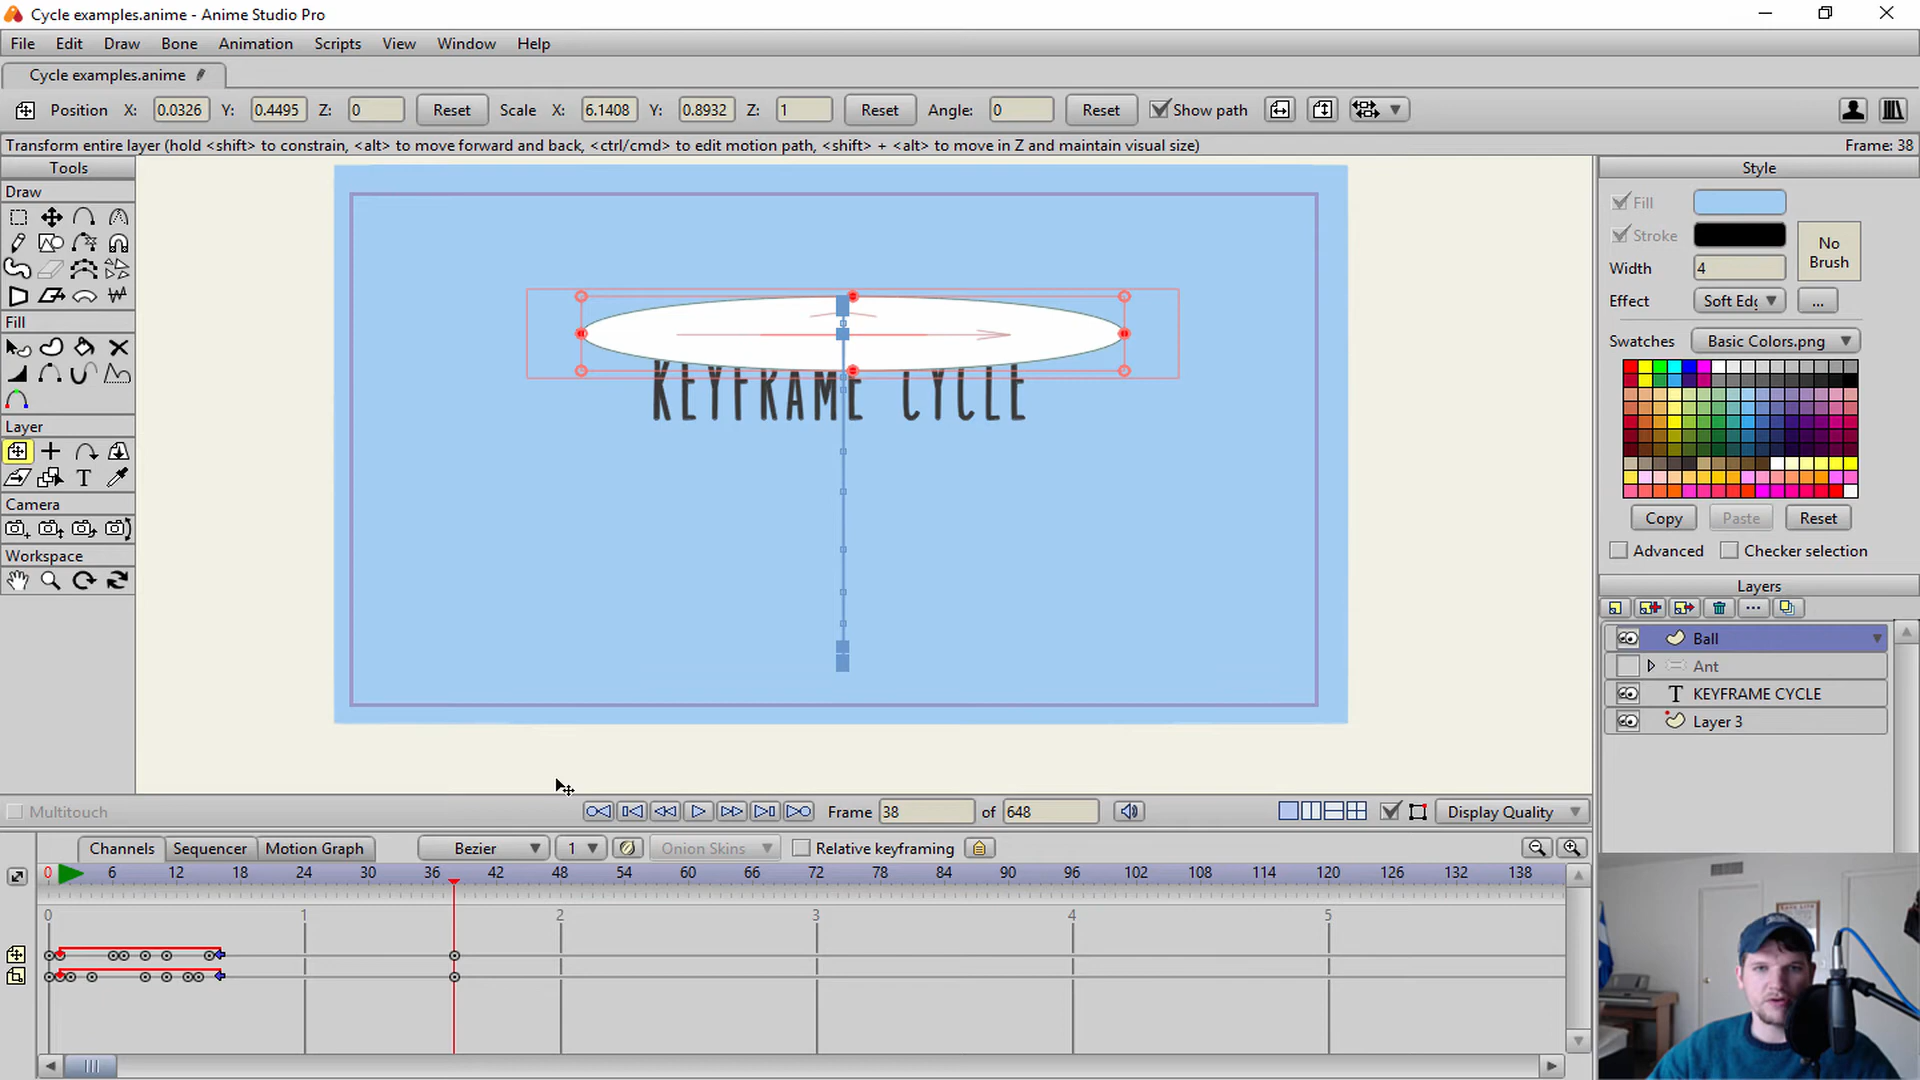 Cycle examples.anime - Anime Studio Pro
File Edit Draw Bone Animation Scripts View Window Help
Cycle examples.anime
Position X: 0.0326 Y: 0.4495 Z: 0 Reset Scale X: 6.1408 Y: 0.8932 Z: 1 Reset Angle: 0 Reset Show path
Transform entire layer (hold <shift> to constrain, <alt> to move forward and back, <ctrl/cmd> to edit motion path, <shift> + <alt> to move in Z and maintain visual size) Frame: 38
Tools
Draw
Fill
Layer
T
Camera
Workspace
KEYFRAME CYCLE
Style
Fill
Stroke
No Brush
Width 4
Effect Soft Edg ...
Swatches Basic Colors.png
Copy Paste Reset
Advanced Checker selection
Layers
Ball
Ant
T KEYFRAME CYCLE
Layer 3
Multitouch Frame 38 of 648 Display Quality
Channels Sequencer Motion Graph Bezier 1 Onion Skins Relative keyframing
0 6 12 18 24 30 36 42 48 54 60 66 72 78 84 90 96 102 108 114 120 126 132 138
0 1 2 3 4 5